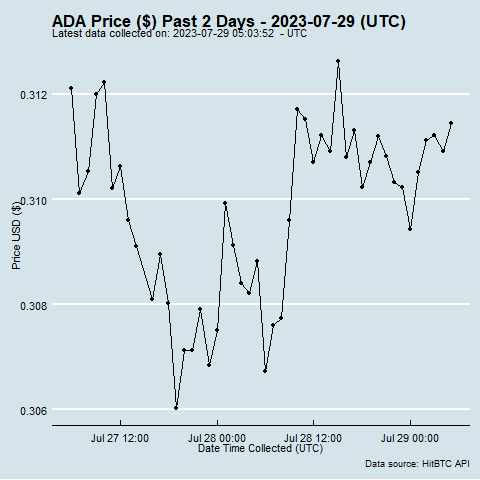 ADA Price ($) Past 2 Days - 2023-07-29 (UTC)
Latest data collected on: 2023-07-29 05:03:52  - UTC
0.312
0.310
0.308
0.306
Price USD ($)
Jul 27 12:00
Jul 28 00:00
Jul 28 12:00
Jul 29 00:00
Date Time Collected (UTC)
Data source: HitBTC API